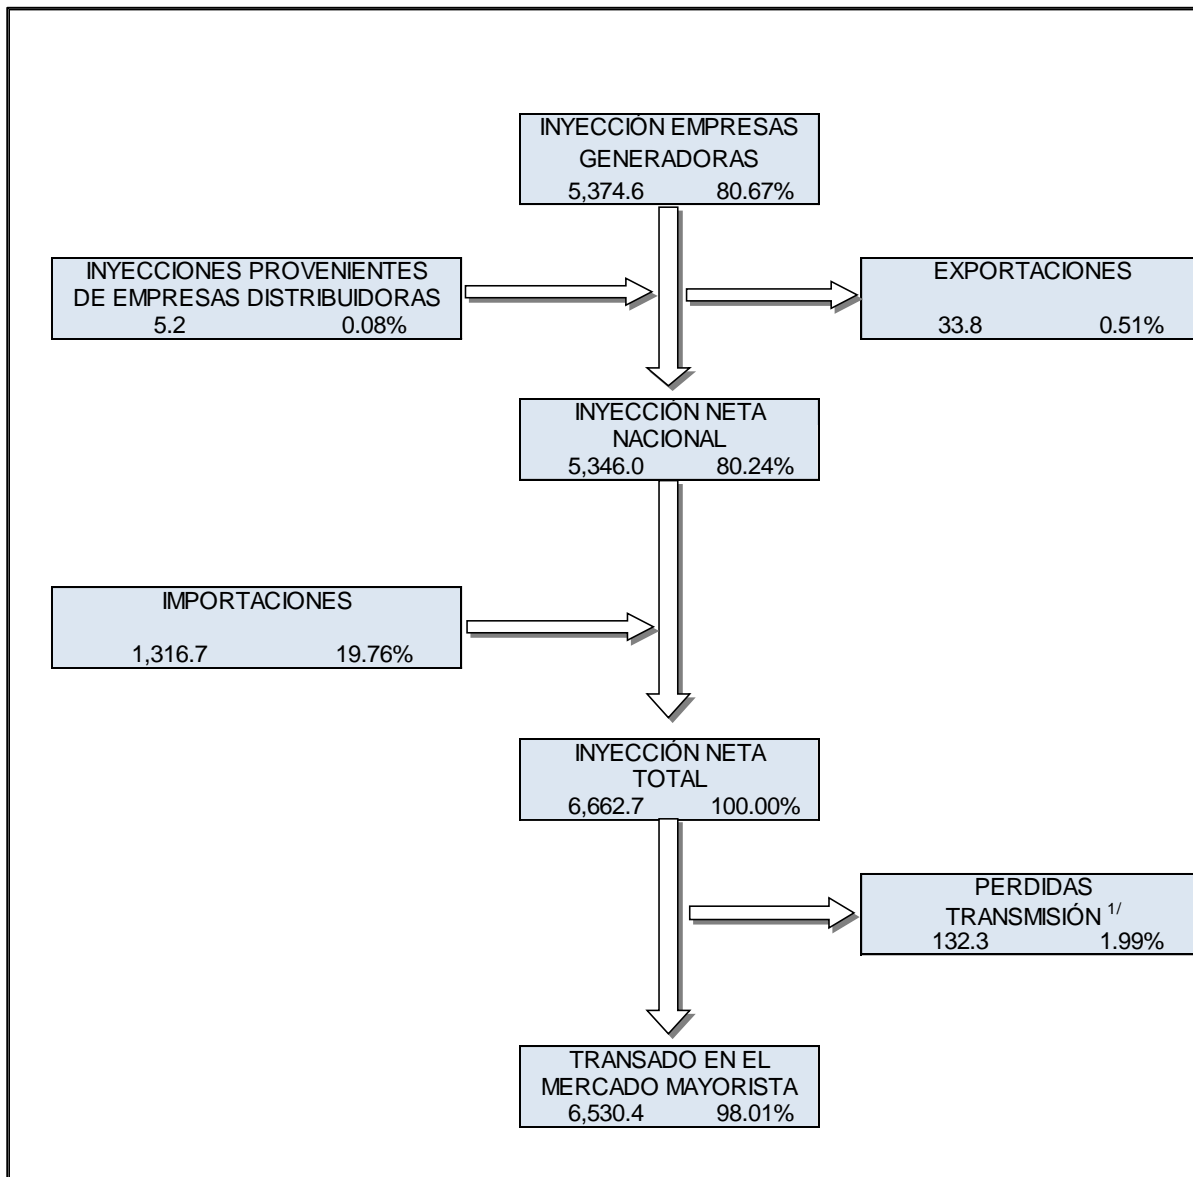 INYECCIÓN EMPRESAS
GENERADORAS
5,374.6 80.67%
INYECCIONES PROVENIENTES
DE EMPRESAS DISTRIBUIDORAS
5.2 0.08%
EXPORTACIONES
33.8 0.51%
INYECCIÓN NETA
NACIONAL
5,346.0 80.24%
IMPORTACIONES
1,316.7 19.76%
INYECCIÓN NETA
TOTAL
6,662.7 100.00%
PERDIDAS
TRANSMISIÓN 1/
132.3 1.99%
TRANSADO EN EL
MERCADO MAYORISTA
6,530.4 98.01%